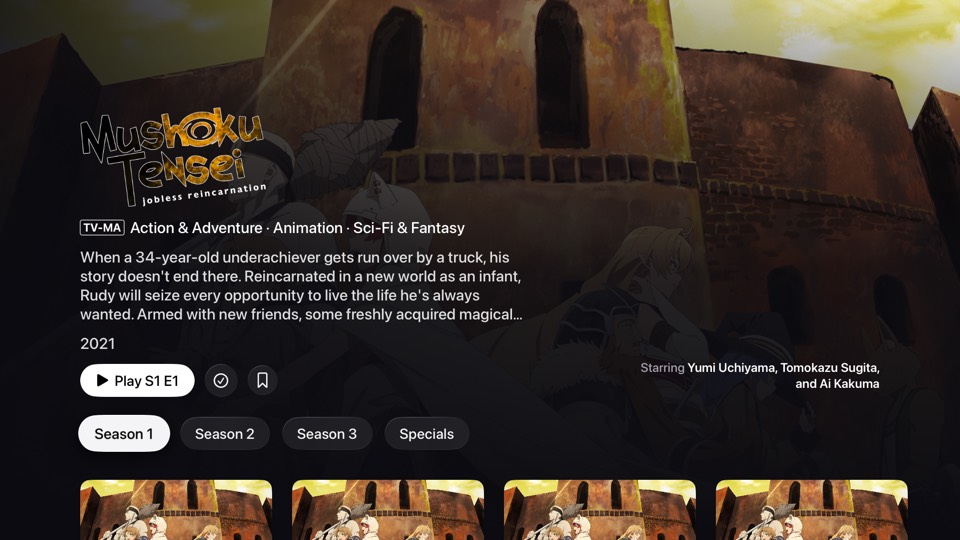 Mushoku
Tensei
jobless reincarnation
TV-MA Action & Adventure · Animation · Sci-Fi & Fantasy
When a 34-year-old underachiever gets run over by a truck, his
story doesn't end there. Reincarnated in a new world as an infant,
Rudy will seize every opportunity to live the life he's always
wanted. Armed with new friends, some freshly acquired magical...
2021
Play S1 E1
Starring Yumi Uchiyama, Tomokazu Sugita,
and Ai Kakuma
Season 1 Season 2 Season 3 Specials